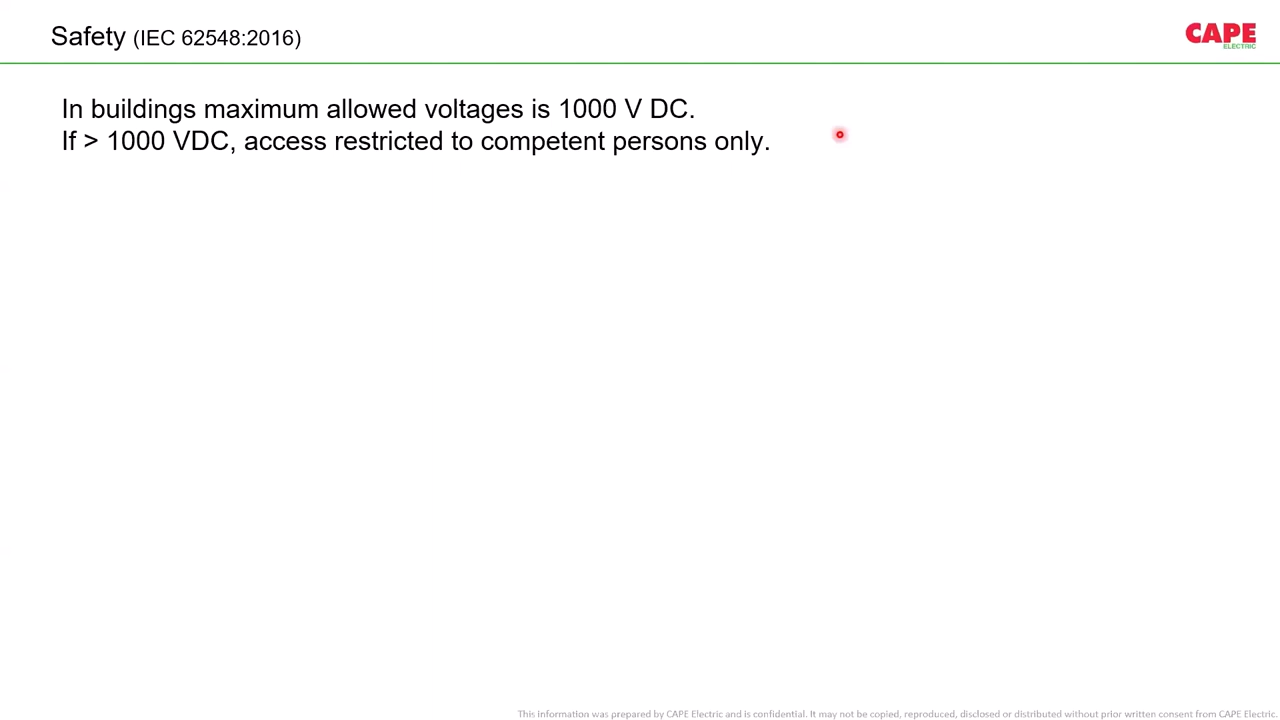 Safety (IEC 62548:2016)
CAPE
ELECTRIC
In buildings maximum allowed voltages is 1000 V DC.
If > 1000 VDC, access restricted to competent persons only.
This information was prepared by CAPE Electric and is confidential. It may not be copied, reproduced, disclosed or distributed without prior written consent from CAPE Electric.